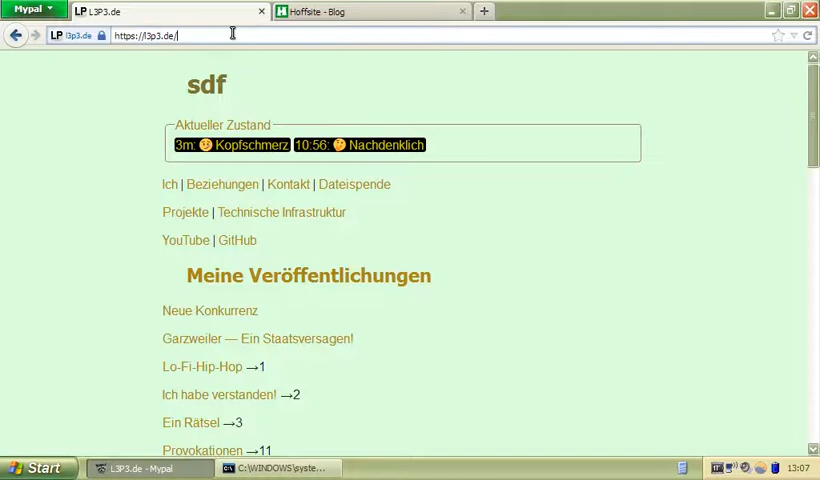 Mypal
LP L3P3.de
H Hoffsite - Blog
LP l3p3.de
https://l3p3.de/
sdf
Aktueller Zustand
3m: 🤕 Kopfschmerz 10:56: 🤔 Nachdenklich
Ich | Beziehungen | Kontakt | Dateispende
Projekte | Technische Infrastruktur
YouTube | GitHub
Meine Veröffentlichungen
Neue Konkurrenz
Garzweiler — Ein Staatsversagen!
Lo-Fi-Hip-Hop →1
Ich habe verstanden! →2
Ein Rätsel →3
Provokationen →11
Start
L3P3.de - Mypal
C:\WINDOWS\syste...
13:07